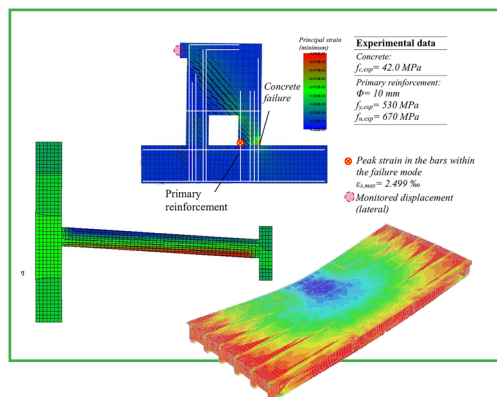 Principal strain
(minimum)
Experimental data
Concrete:
fc,exp= 42.0 MPa
Primary reinforcement:
Φ= 10 mm
fy,exp= 530 MPa
fu,exp= 670 MPa
Concrete
failure
Peak strain in the bars within
the failure mode
εs,max= 2.499 ‰
Monitored displacement
(lateral)
Primary
reinforcement
η